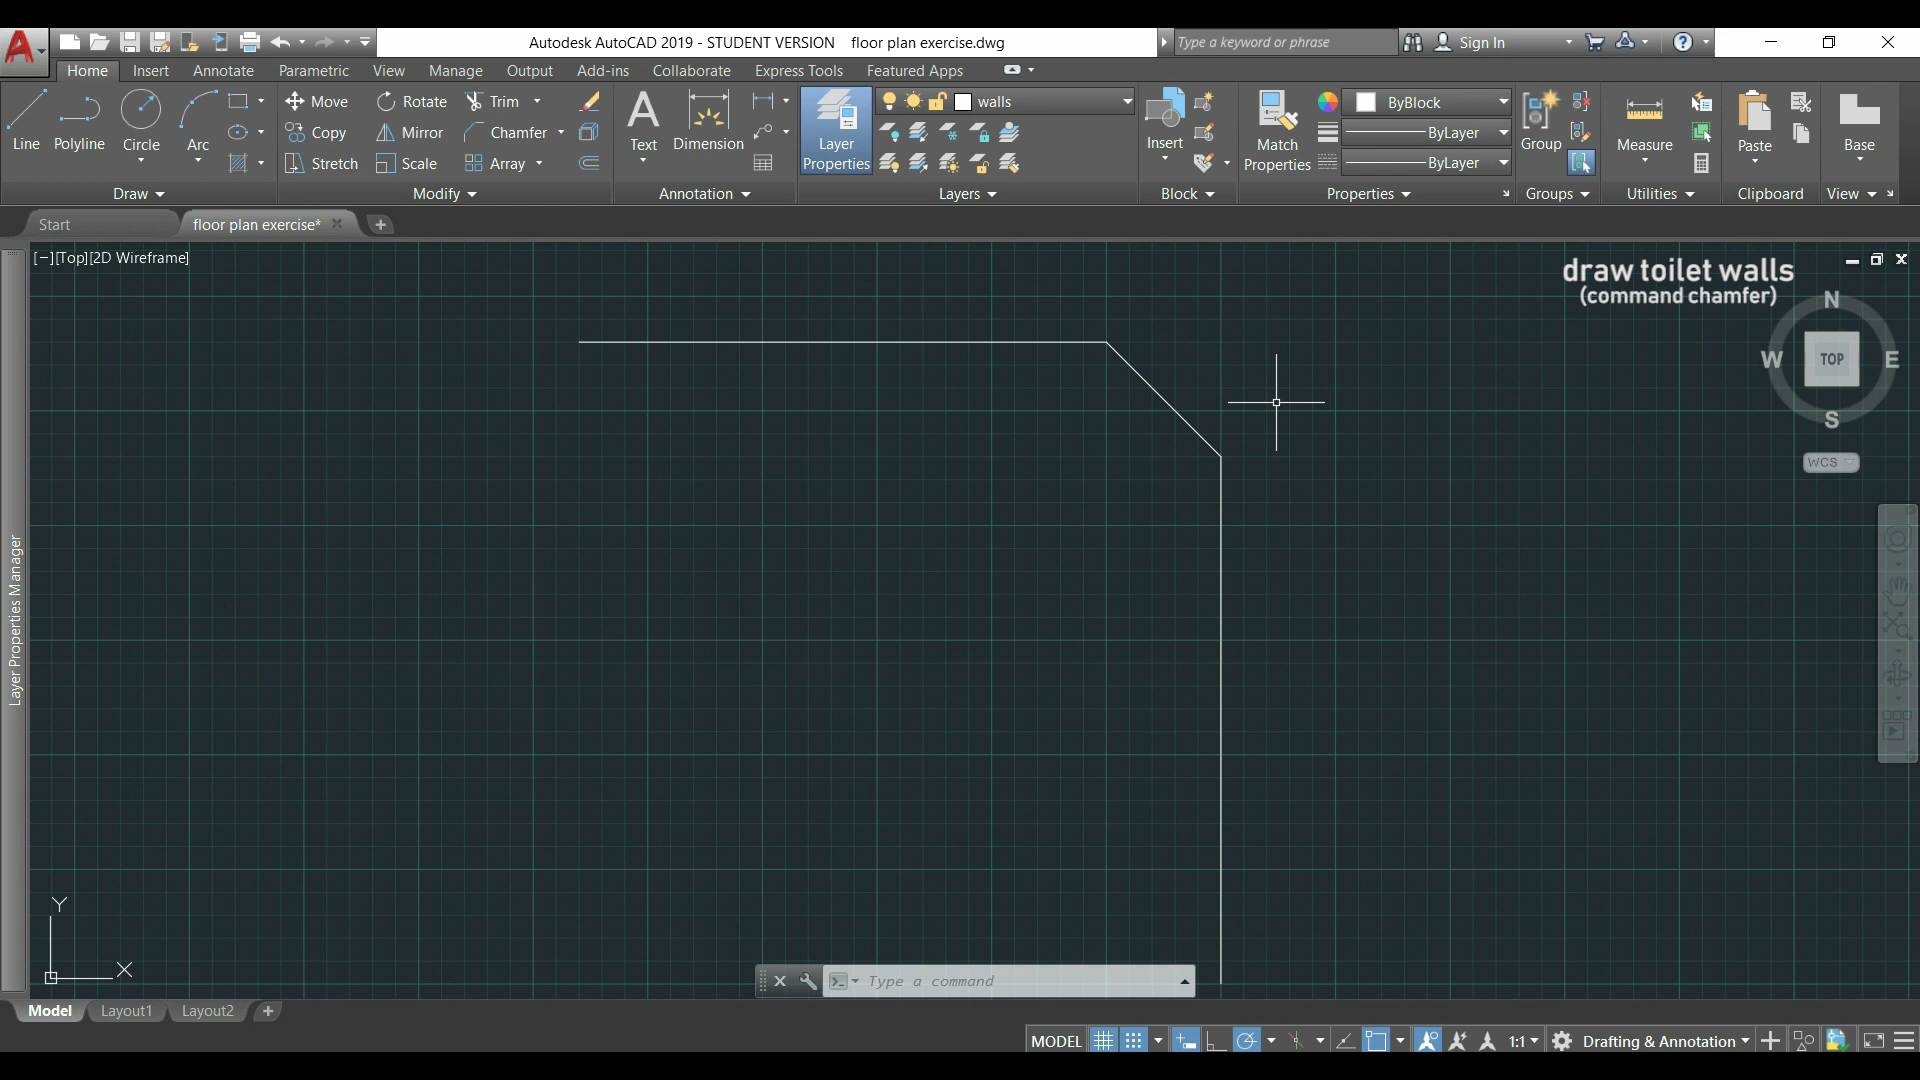 Autodesk AutoCAD 2019 - STUDENT VERSION floor plan exercise.dwg
Type a keyword or phrase
Sign In
Home Insert Annotate Parametric View Manage Output Add-ins Collaborate Express Tools Featured Apps
Line Polyline Circle Arc
Move Rotate Trim
Copy Mirror Chamfer
Stretch Scale Array
Text Dimension
Layer
Properties
walls
Insert
Match
Properties
ByBlock
ByLayer
ByLayer
Group
Measure
Paste
Base
Draw Modify Annotation Layers Block Properties Groups Utilities Clipboard View
Start floor plan exercise*
[−][Top][2D Wireframe]
draw toilet walls
(command chamfer)
N
W TOP E
S
WCS
Layer Properties Manager
Y
X
Type a command
Model Layout1 Layout2
MODEL 1:1 Drafting & Annotation